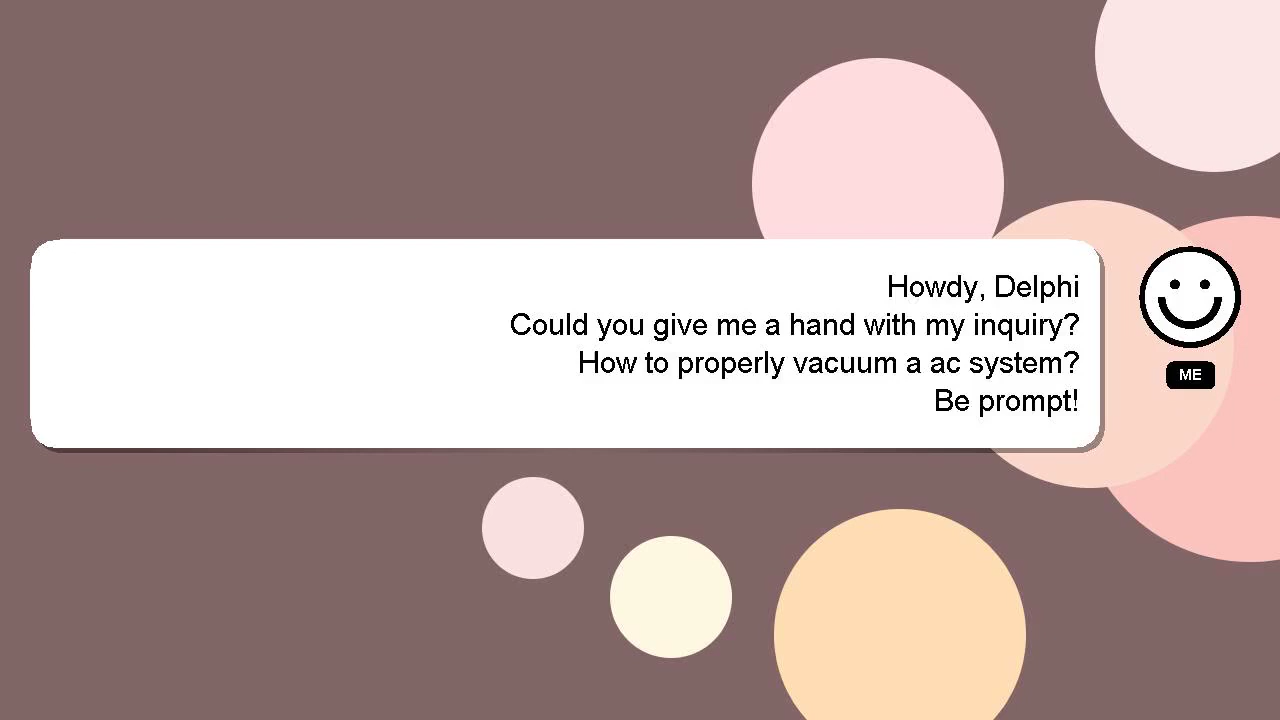 Howdy, Delphi
Could you give me a hand with my inquiry?
How to properly vacuum a ac system?
Be prompt!
ME